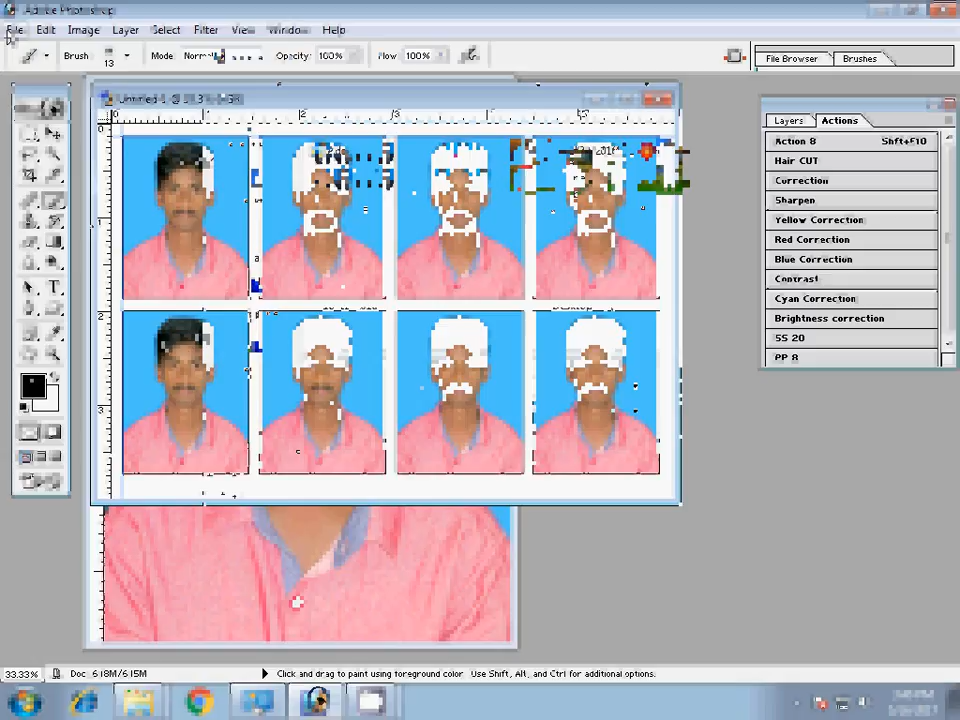 Adobe Photoshop
File Edit Image Layer Select Filter View Window Help
Brush: 13 Mode: Normal Opacity: 100% Flow: 100%
File Browser Brushes
Layers Actions
Action 8 Shft+F10
Hair CUT
Correction
Sharpen
Yellow Correction
Red Correction
Blue Correction
Contrast
Cyan Correction
Brightness correction
SS 20
PP 8
33.33% Doc: 6.18M/6.15M Click and drag to paint using foreground color. Use Shift, Alt, and Ctrl for additional options.